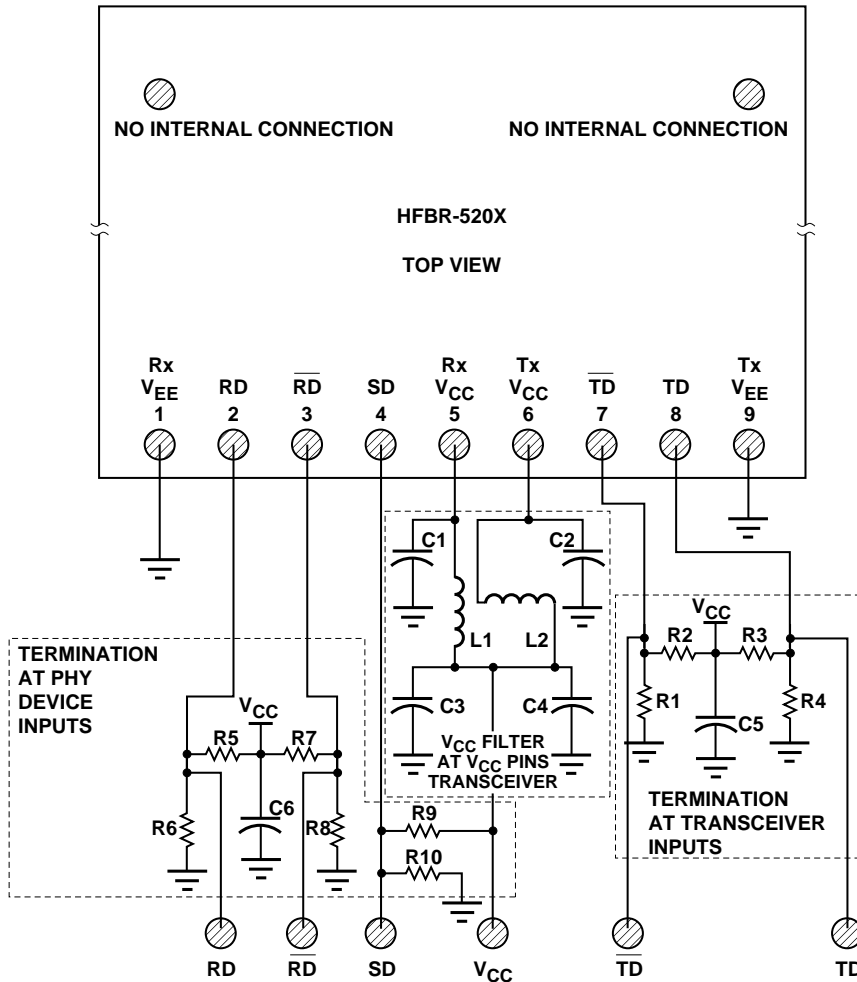 NO INTERNAL CONNECTION
NO INTERNAL CONNECTION
HFBR-520X
TOP VIEW
Rx
VEE
1
RD
2
R̅D̅
3
SD
4
Rx
VCC
5
Tx
VCC
6
T̅D̅
7
TD
8
Tx
VEE
9
C1
C2
L1
L2
C3
C4
VCC FILTER
AT VCC PINS
TRANSCEIVER
TERMINATION
AT PHY
DEVICE
INPUTS
VCC
R5
R7
R6
C6
R8
R9
R10
VCC
R2
R3
R1
C5
R4
TERMINATION
AT TRANSCEIVER
INPUTS
RD
R̅D̅
SD
VCC
T̅D̅
TD